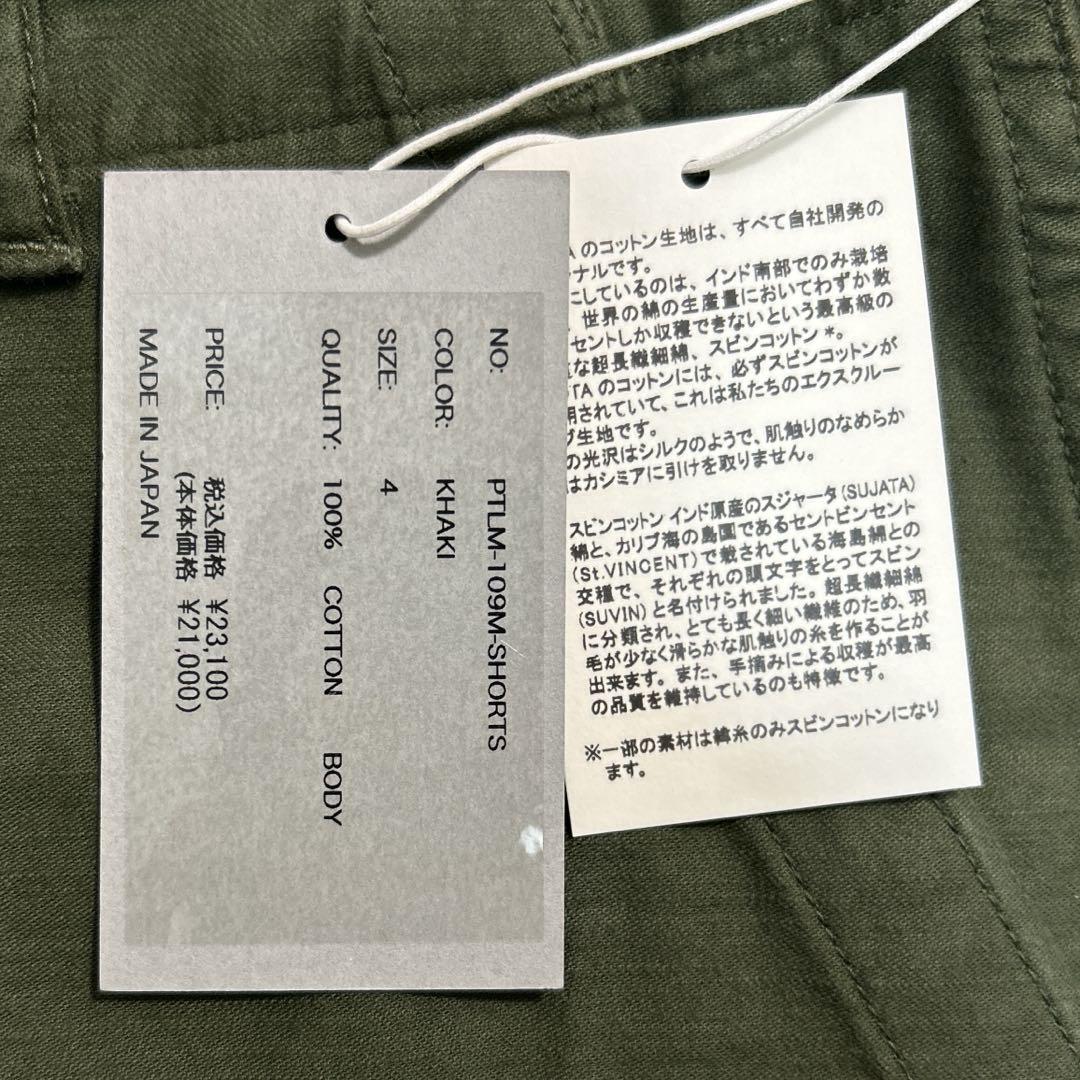 NO: PTLM-109M-SHORTS
COLOR: KHAKI
SIZE: 4
QUALITY: 100% COTTON BODY
PRICE: 税込価格 ¥23,100
(本体価格 ¥21,000)
MADE IN JAPAN
A のコットン生地は、すべて自社開発の
ナルです。
にしているのは、インド南部でのみ栽培
世界の綿の生産量においてわずか数
セントしか収穫できないという最高級の
な超長繊細綿、スビンコットン *。
TA のコットンには、必ずスビンコットンが
用されていて、これは私たちのエクスクルー
ブ生地です。
の光沢はシルクのようで、肌触りのなめらか
はカシミアに引けを取りません。
スビンコットン インド原産のスジャータ(SUJATA)
綿と、カリブ海の島国であるセントビンセント
(St.VINCENT)で栽されている海島綿との
交種で、それぞれの頭文字をとってスビン
(SUVIN)と名付けられました。超長繊細綿
に分類され、とても長く細い繊維のため、羽
毛が少なく滑らかな肌触りの糸を作ることが
出来ます。また、手摘みによる収穫が最高
の品質を維持しているのも特徴です。
※一部の素材は緯糸のみスビンコットンになり
ます。